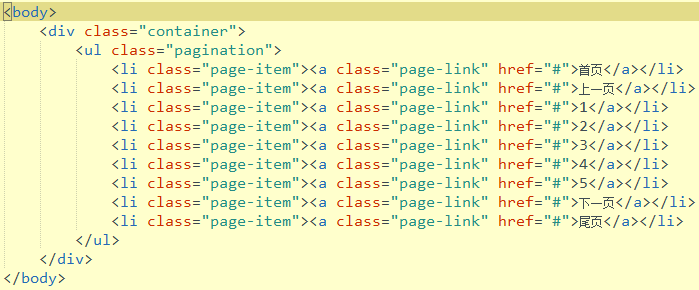 <body>
<div class="container">
<ul class="pagination">
<li class="page-item"><a class="page-link" href="#">首页</a></li>
<li class="page-item"><a class="page-link" href="#">上一页</a></li>
<li class="page-item"><a class="page-link" href="#">1</a></li>
<li class="page-item"><a class="page-link" href="#">2</a></li>
<li class="page-item"><a class="page-link" href="#">3</a></li>
<li class="page-item"><a class="page-link" href="#">4</a></li>
<li class="page-item"><a class="page-link" href="#">5</a></li>
<li class="page-item"><a class="page-link" href="#">下一页</a></li>
<li class="page-item"><a class="page-link" href="#">尾页</a></li>
</ul>
</div>
</body>